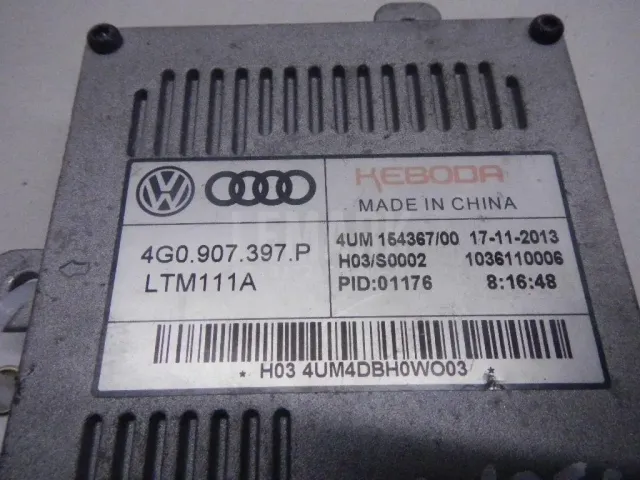 KEBODA
MADE IN CHINA
4G0.907.397.P
LTM111A
4UM 154367/00 17-11-2013
H03/S0002 1036110006
PID:01176 8:16:48
* H03 4UM4DBH0WO03 *